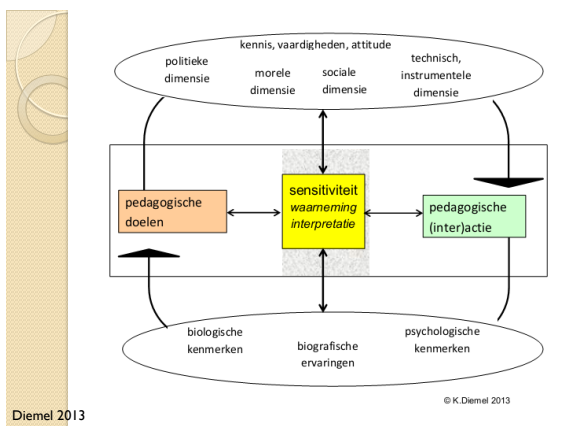 kennis, vaardigheden, attitude
politieke
dimensie
morele
dimensie
sociale
dimensie
technisch,
instrumentele
dimensie
pedagogische
doelen
sensitiviteit
waarneming
interpretatie
pedagogische
(inter)actie
biologische
kenmerken
biografische
ervaringen
psychologische
kenmerken
© K.Diemel 2013
Diemel 2013